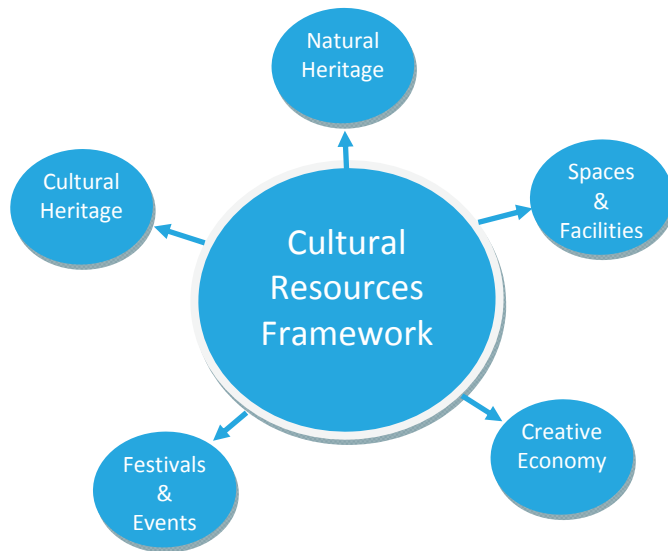 Natural
Heritage
Cultural
Heritage
Spaces
&
Facilities
Cultural
Resources
Framework
Creative
Economy
Festivals
&
Events